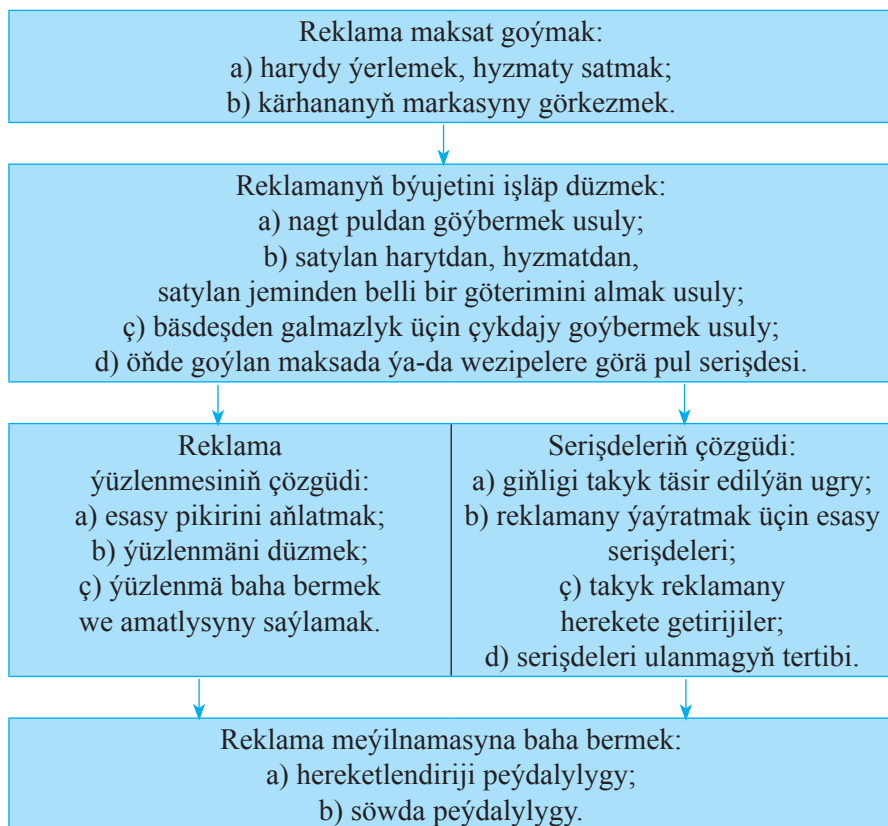 Reklama maksat goýmak:
a) harydy ýerlemek, hyzmaty satmak;
b) kärhananyň markasyny görkezmek.
Reklamanyň býujetini işläp düzmek:
a) nagt puldan göýbermek usuly;
b) satylan harytdan, hyzmatdan,
satylan jeminden belli bir göterimini almak usuly;
ç) bäsdeşden galmazlyk üçin çykdajy goýbermek usuly;
d) öňde goýlan maksada ýa-da wezipelere görä pul serişdesi.
Reklama
ýüzlenmesiniň çözgüdi:
a) esasy pikirini aňlatmak;
b) ýüzlenmäni düzmek;
ç) ýüzlenmä baha bermek
we amatlysyny saýlamak.
Serişdeleriň çözgüdi:
a) giňligi takyk täsir edilýän ugry;
b) reklamany ýaýratmak üçin esasy
serişdeleri;
ç) takyk reklamany
herekete getirijiler;
d) serişdeleri ulanmagyň tertibi.
Reklama meýilnamasyna baha bermek:
a) hereketlendiriji peýdalylygy;
b) söwda peýdalylygy.